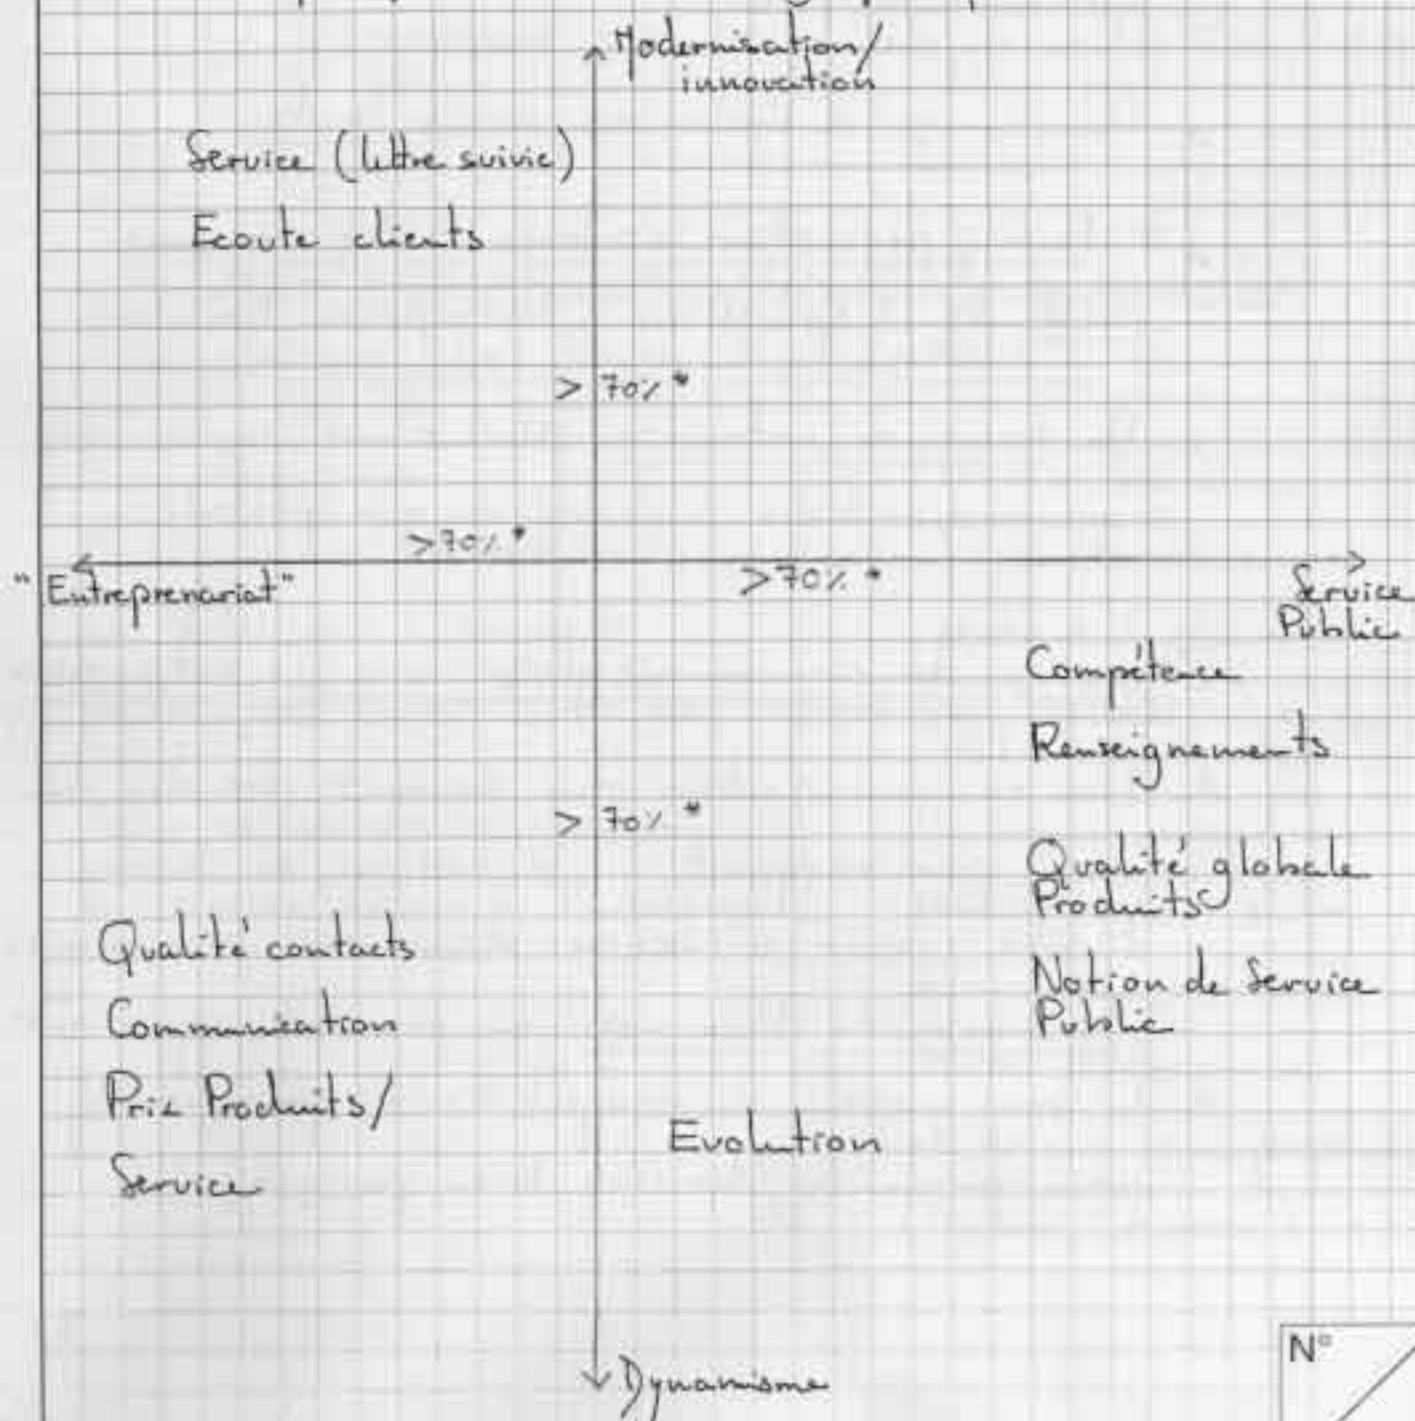 Modernisation/
innovation
Service (lettre suivie)
Ecoute clients
> 70% *
>70% *
"Entreprenariat"
>70% *
Service
Public
Compétence
Renseignements
> 70% *
Qualité globale
Produits
Qualité contacts
Notion de Service
Public
Communication
Prix Produits/
Service
Evolution
Dynamisme
N°